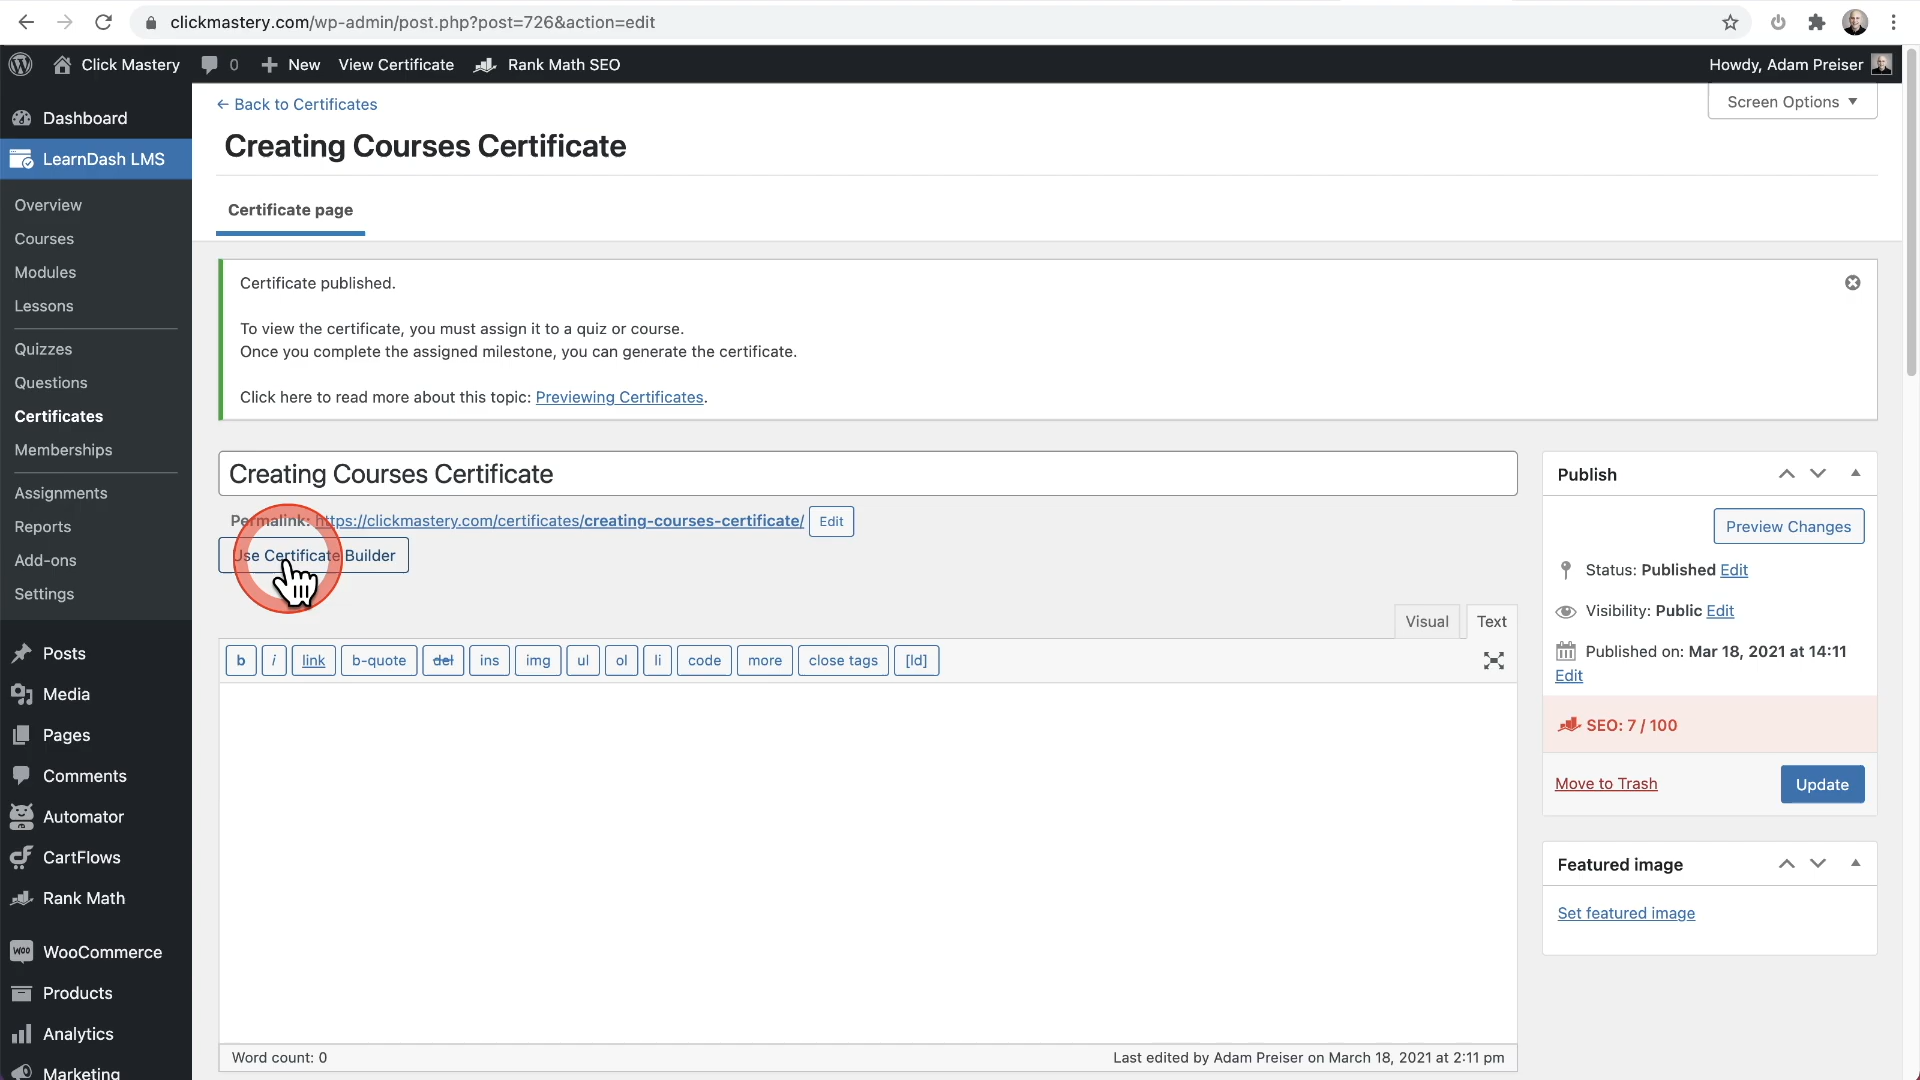 clickmastery.com/wp-admin/post.php?post=726&action=edit
Click Mastery
0
New
View Certificate
Rank Math SEO
Howdy, Adam Preiser
Dashboard
LearnDash LMS
Overview
Courses
Modules
Lessons
Quizzes
Questions
Certificates
Memberships
Assignments
Reports
Add-ons
Settings
Posts
Media
Pages
Comments
Automator
CartFlows
Rank Math
WooCommerce
Products
Analytics
Marketing
← Back to Certificates
Screen Options ▼
Creating Courses Certificate
Certificate page
Certificate published.
To view the certificate, you must assign it to a quiz or course.
Once you complete the assigned milestone, you can generate the certificate.
Click here to read more about this topic: Previewing Certificates.
Creating Courses Certificate
Permalink: https://clickmastery.com/certificates/creating-courses-certificate/ Edit
Use Certificate Builder
Visual Text
b i link b-quote del ins img ul ol li code more close tags [ld]
Word count: 0
Last edited by Adam Preiser on March 18, 2021 at 2:11 pm
Publish
Preview Changes
Status: Published Edit
Visibility: Public Edit
Published on: Mar 18, 2021 at 14:11
Edit
SEO: 7 / 100
Move to Trash
Update
Featured image
Set featured image